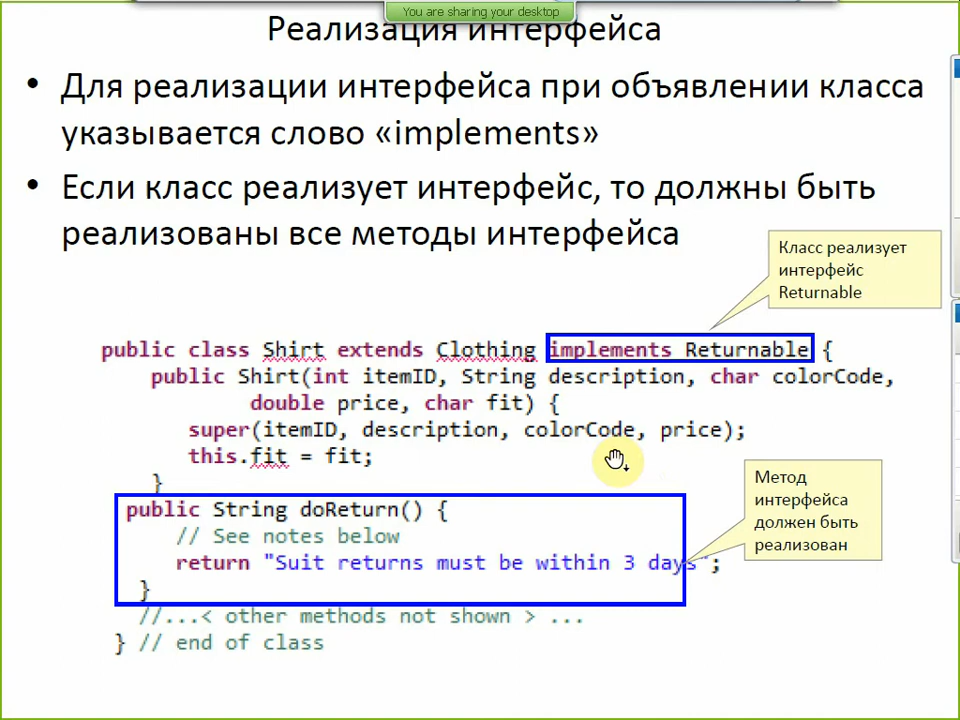 You are sharing your desktop
Реализация интерфейса
• Для реализации интерфейса при объявлении класса
указывается слово «implements»
• Если класс реализует интерфейс, то должны быть
реализованы все методы интерфейса
Класс реализует
интерфейс
Returnable
public class Shirt extends Clothing implements Returnable {
public Shirt(int itemID, String description, char colorCode,
double price, char fit) {
super(itemID, description, colorCode, price);
this.fit = fit;
}
public String doReturn() {
// See notes below
return "Suit returns must be within 3 days";
}
//...< other methods not shown > ...
} // end of class
Метод
интерфейса
должен быть
реализован